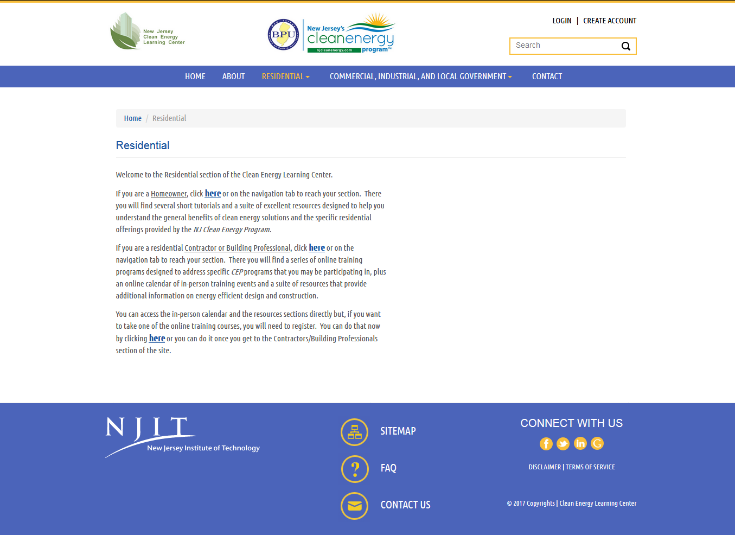 New Jersey
Clean Energy
Learning Center
BPU
New Jersey's
cleanenergy
njcleanenergy.com
program™
LOGIN | CREATE ACCOUNT
Search
HOME ABOUT RESIDENTIAL COMMERCIAL, INDUSTRIAL, AND LOCAL GOVERNMENT CONTACT
Home / Residential
Residential
Welcome to the Residential section of the Clean Energy Learning Center.
If you are a Homeowner, click here or on the navigation tab to reach your section. There
you will find several short tutorials and a suite of excellent resources designed to help you
understand the general benefits of clean energy solutions and the specific residential
offerings provided by the NJ Clean Energy Program.
If you are a residential Contractor or Building Professional, click here or on the
navigation tab to reach your section. There you will find a series of online training
programs designed to address specific CEP programs that you may be participating in, plus
an online calendar of in-person training events and a suite of resources that provide
additional information on energy efficient design and construction.
You can access the in-person calendar and the resources sections directly but, if you want
to take one of the online training courses, you will need to register. You can do that now
by clicking here or you can do it once you get to the Contractors/Building Professionals
section of the site.
NJIT
New Jersey Institute of Technology
SITEMAP
FAQ
CONTACT US
CONNECT WITH US
DISCLAIMER | TERMS OF SERVICE
© 2017 Copyrights | Clean Energy Learning Center